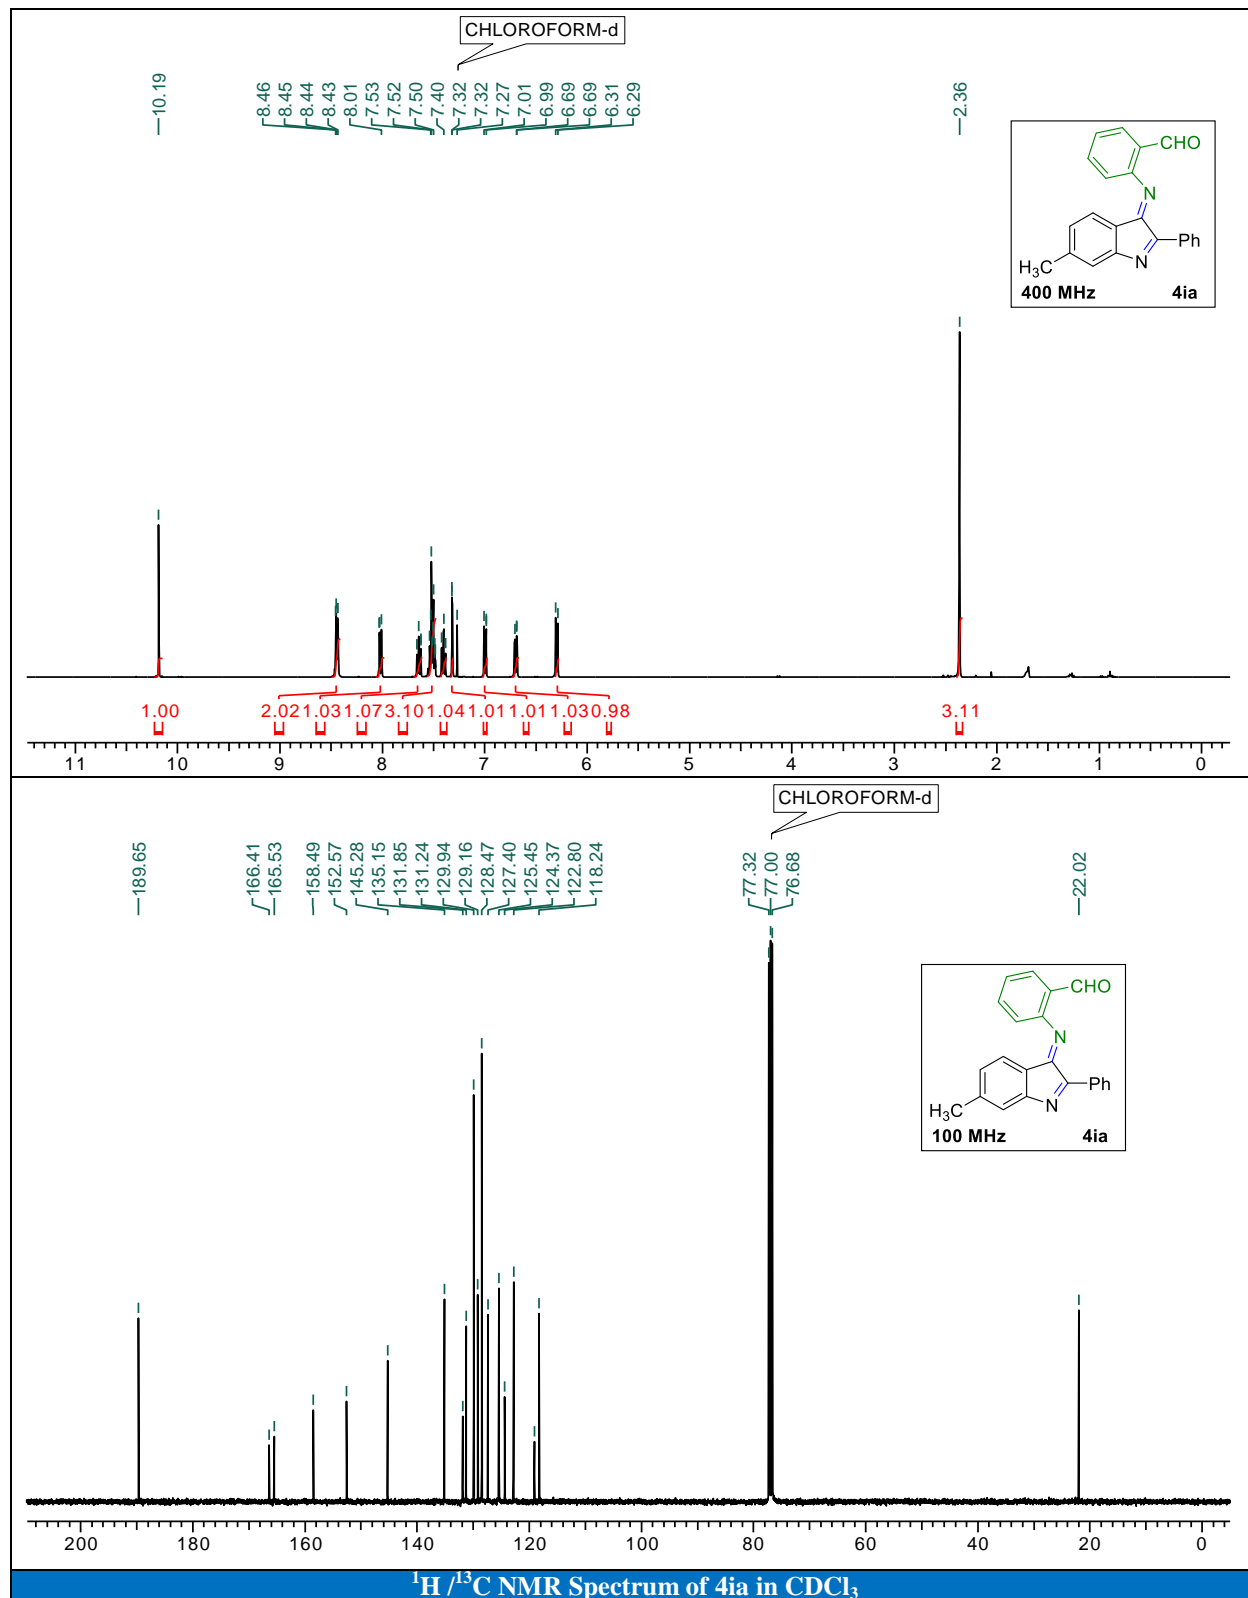 CHLOROFORM-d
10.19
8.46
8.45
8.44
8.43
8.01
7.53
7.52
7.50
7.40
7.32
7.32
7.27
7.01
6.99
6.69
6.69
6.31
6.29
2.36
CHO
N
Ph
N
H₃C
400 MHz 4ia
1.00 2.02 1.03 1.07 3.10 1.04 1.01 1.01 1.03 0.98 3.11
11 10 9 8 7 6 5 4 3 2 1 0
CHLOROFORM-d
189.65
166.41
165.53
158.49
152.57
145.28
135.15
131.85
131.24
129.94
129.16
128.47
127.40
125.45
124.37
122.80
118.24
77.32
77.00
76.68
22.02
CHO
N
Ph
N
H₃C
100 MHz 4ia
200 180 160 140 120 100 80 60 40 20 0
¹H /¹³C NMR Spectrum of 4ia in CDCl₃